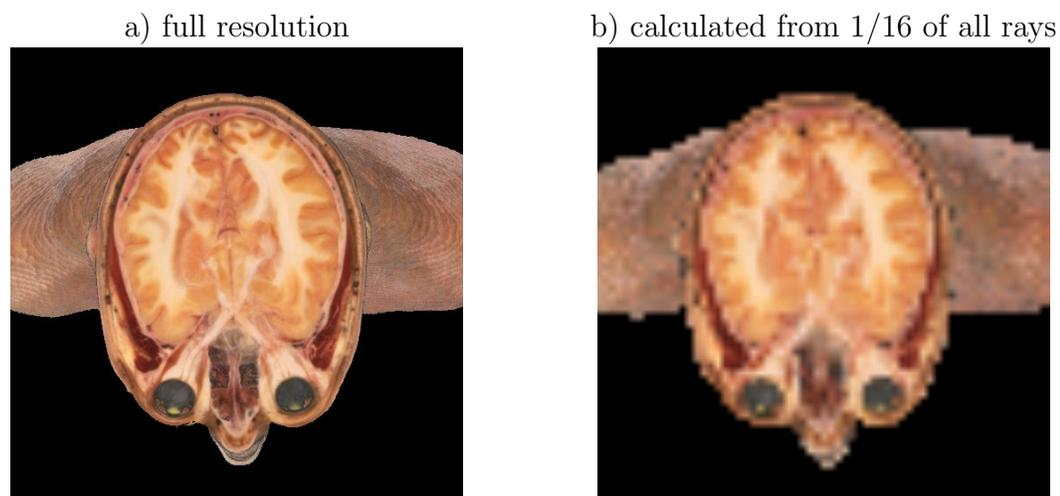 a) full resolution
b) calculated from 1/16 of all rays